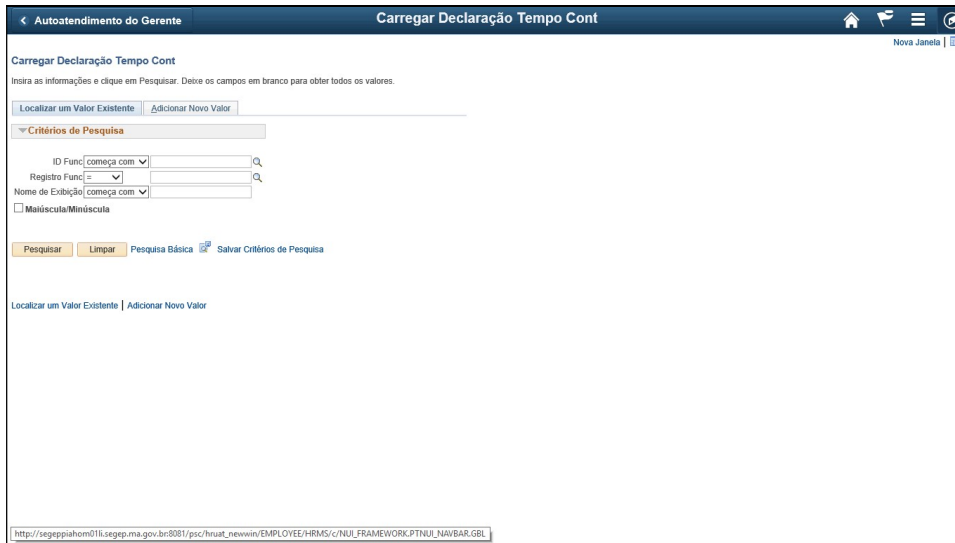 Autoatendimento do Gerente Carregar Declaração Tempo Cont
Nova Janela
Carregar Declaração Tempo Cont
Insira as informações e clique em Pesquisar. Deixe os campos em branco para obter todos os valores.
Localizar um Valor Existente Adicionar Novo Valor
Critérios de Pesquisa
ID Func começa com
Registro Func =
Nome de Exibição começa com
Maiúscula/Minúscula
Pesquisar Limpar Pesquisa Básica Salvar Critérios de Pesquisa
Localizar um Valor Existente | Adicionar Novo Valor
http://segeppiahom01li.segep.ma.gov.br:8081/psc/hruat_newwin/EMPLOYEE/HRMS/c/NUI_FRAMEWORK.PTNUI_NAVBAR.GBL